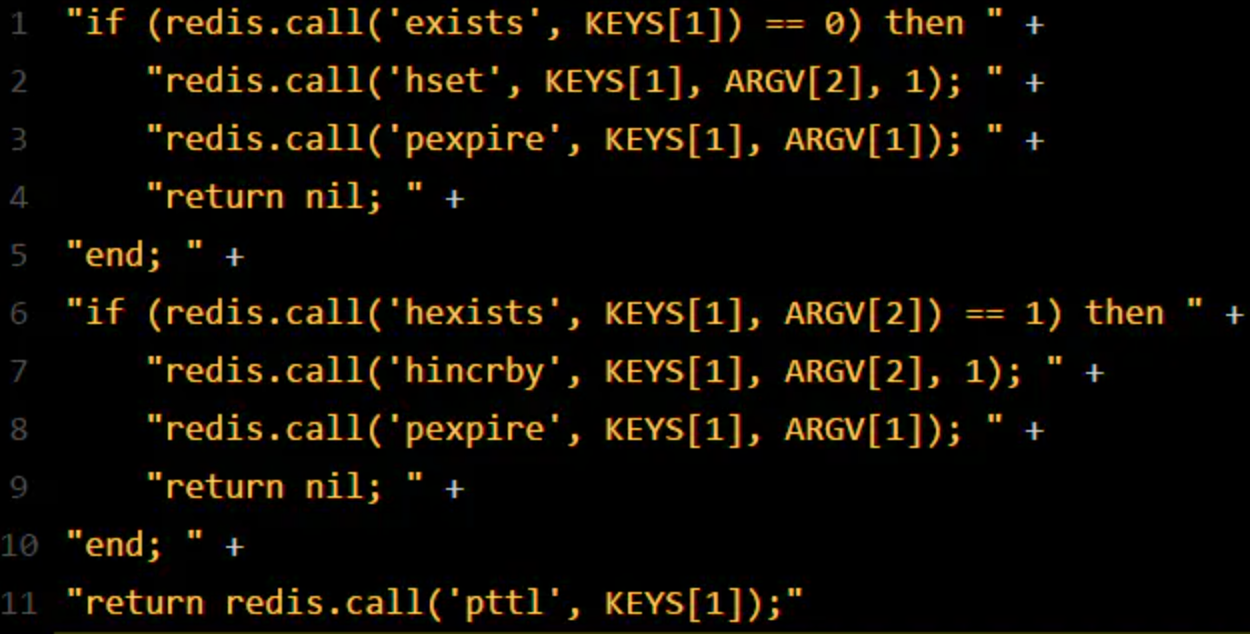 1 "if (redis.call('exists', KEYS[1]) == 0) then " +
2 "redis.call('hset', KEYS[1], ARGV[2], 1); " +
3 "redis.call('pexpire', KEYS[1], ARGV[1]); " +
4 "return nil; " +
5 "end; " +
6 "if (redis.call('hexists', KEYS[1], ARGV[2]) == 1) then " +
7 "redis.call('hincrby', KEYS[1], ARGV[2], 1); " +
8 "redis.call('pexpire', KEYS[1], ARGV[1]); " +
9 "return nil; " +
10 "end; " +
11 "return redis.call('pttl', KEYS[1]);"